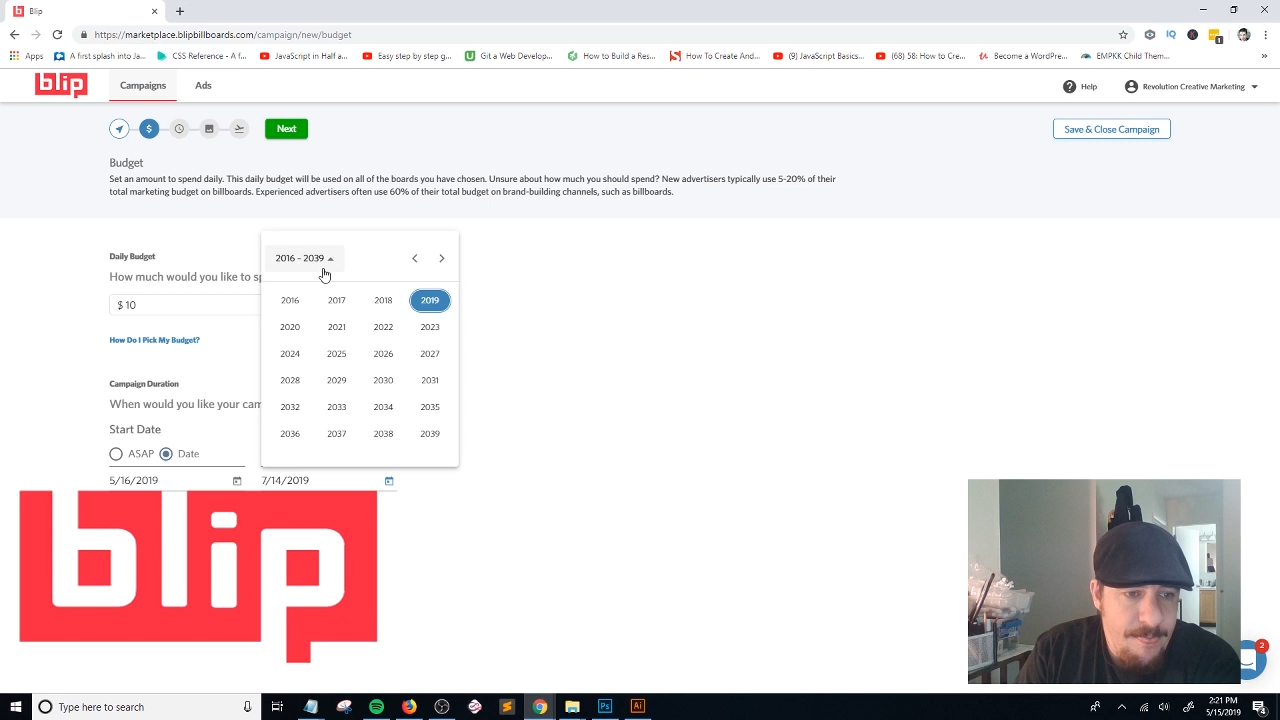 Blip
https://marketplace.blipbillboards.com/campaign/new/budget
Apps
A first splash into J...
CSS Reference - A f...
JavaScript in Half a...
Easy step by step g...
Git a Web Develop...
How to Build a Res...
How To Create And...
(9) JavaScript Basics...
(68) 58: How to Cre...
Become a WordPre...
EMPKK Child Them...
blip
Campaigns
Ads
Help
Revolution Creative Marketing
Next
Save & Close Campaign
Budget
Set an amount to spend daily. This daily budget will be used on all of the boards you have chosen. Unsure about how much you should spend? New advertisers typically use 5-20% of their
total marketing budget on billboards. Experienced advertisers often use 60% of their total budget on brand-building channels, such as billboards.
Daily Budget
How much would you like to sp
$ 10
How Do I Pick My Budget?
2016 – 2039
2016 2017 2018 2019
2020 2021 2022 2023
2024 2025 2026 2027
2028 2029 2030 2031
2032 2033 2034 2035
2036 2037 2038 2039
Campaign Duration
When would you like your cam
Start Date
ASAP Date
5/16/2019
7/14/2019
blip
2
Type here to search
Ps
Ai
2:21 PM
5/15/2019